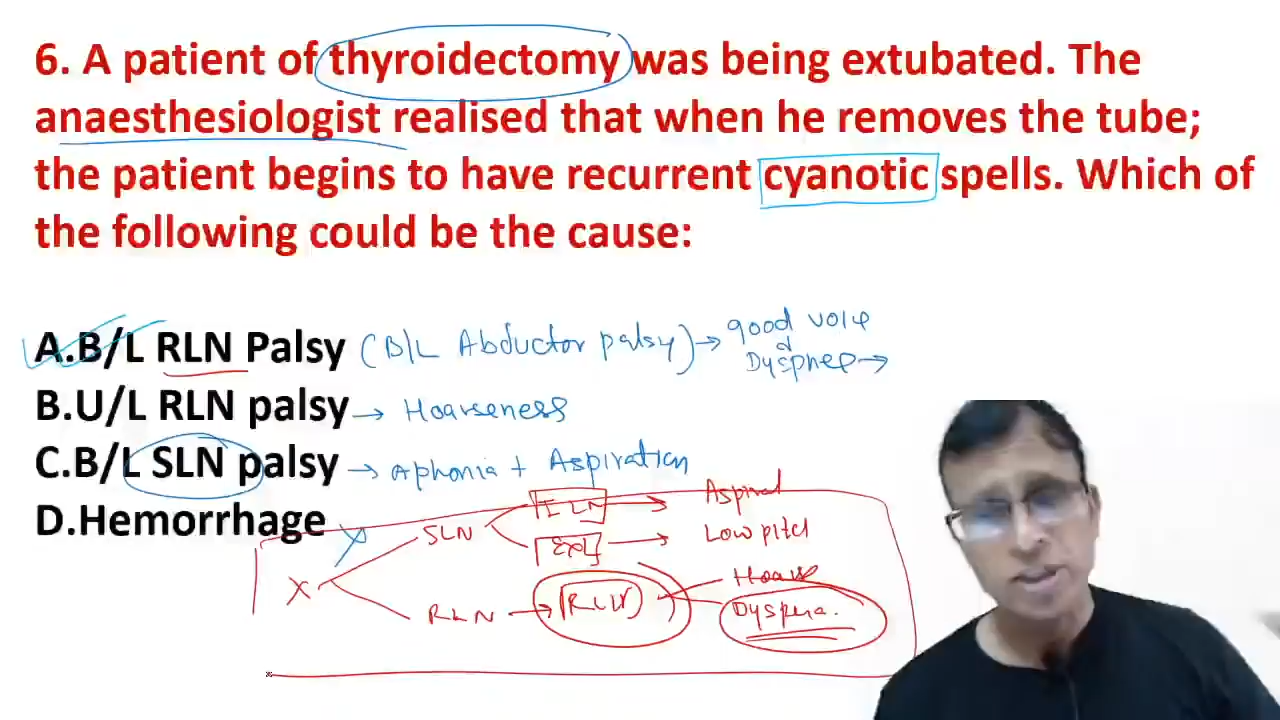 6. A patient of thyroidectomy was being extubated. The
anaesthesiologist realised that when he removes the tube;
the patient begins to have recurrent cyanotic spells. Which of
the following could be the cause:
A.B/L RLN Palsy (B/L Abductor palsy) → good voice
& Dyspnea →
B.U/L RLN palsy → Hoarseness
C.B/L SLN palsy → Aphonia + Aspiration
D.Hemorrhage X
ILN → Aspirat
SLN
→ Low pitch
X
Hoarse
RLN → RLN
Dyspnea.